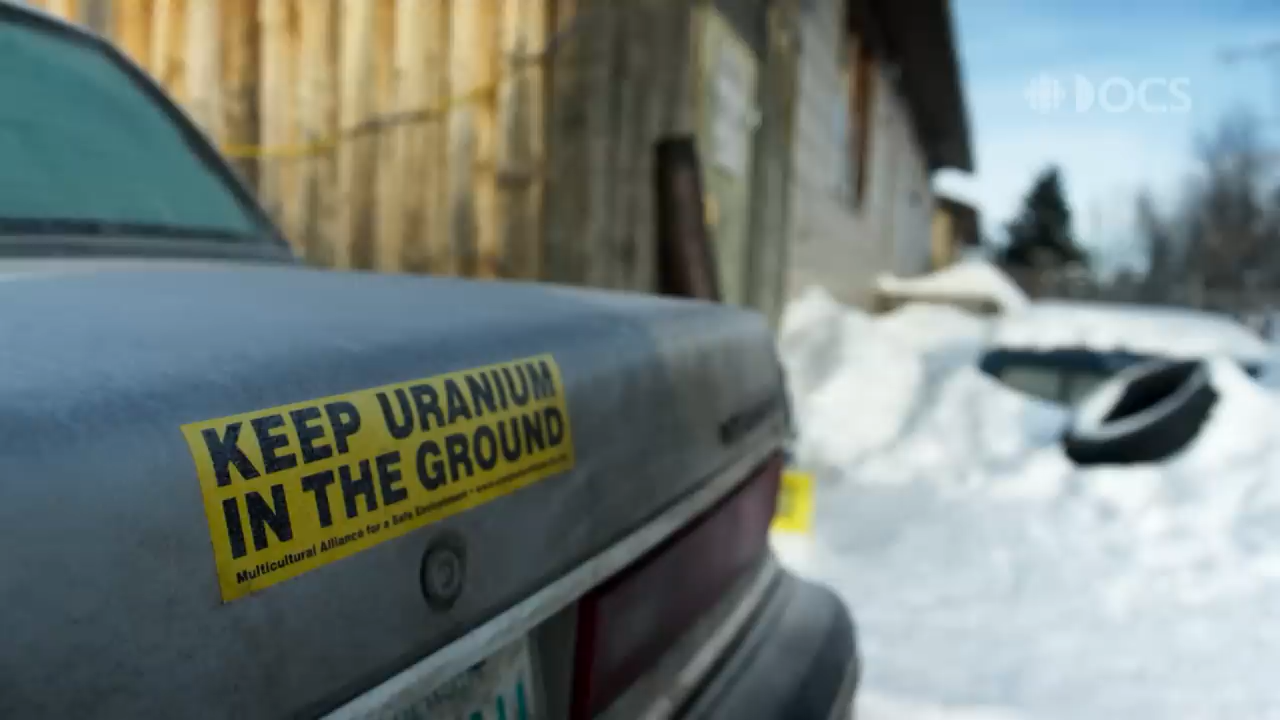 DOCS
KEEP URANIUM
IN THE GROUND
Multicultural Alliance for a Safe Environment •